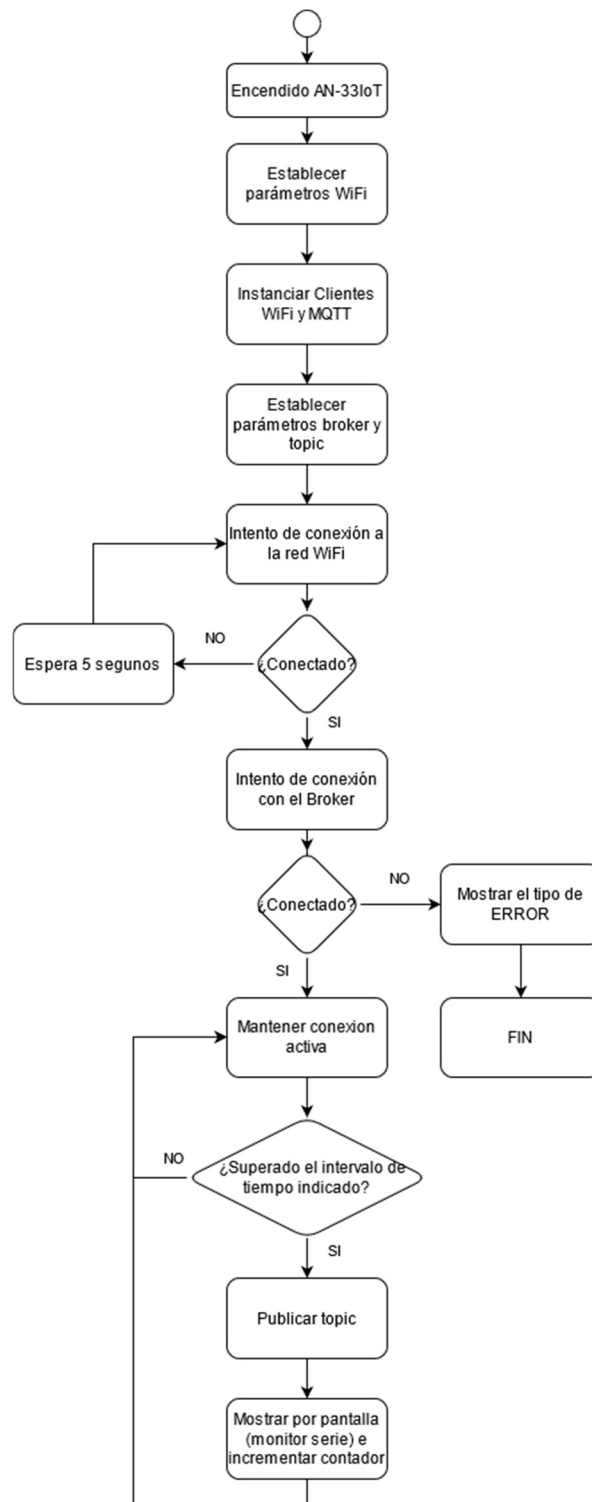 Encendido AN-33IoT
Establecer
parámetros WiFi
Instanciar Clientes
WiFi y MQTT
Establecer
parámetros broker y
topic
Intento de conexión a
la red WiFi
NO
Espera 5 segunos
¿Conectado?
SI
Intento de conexión
con el Broker
NO
¿Conectado?
Mostrar el tipo de
ERROR
SI
Mantener conexion
activa
FIN
NO
¿Superado el intervalo de
tiempo indicado?
SI
Publicar topic
Mostrar por pantalla
(monitor serie) e
incrementar contador